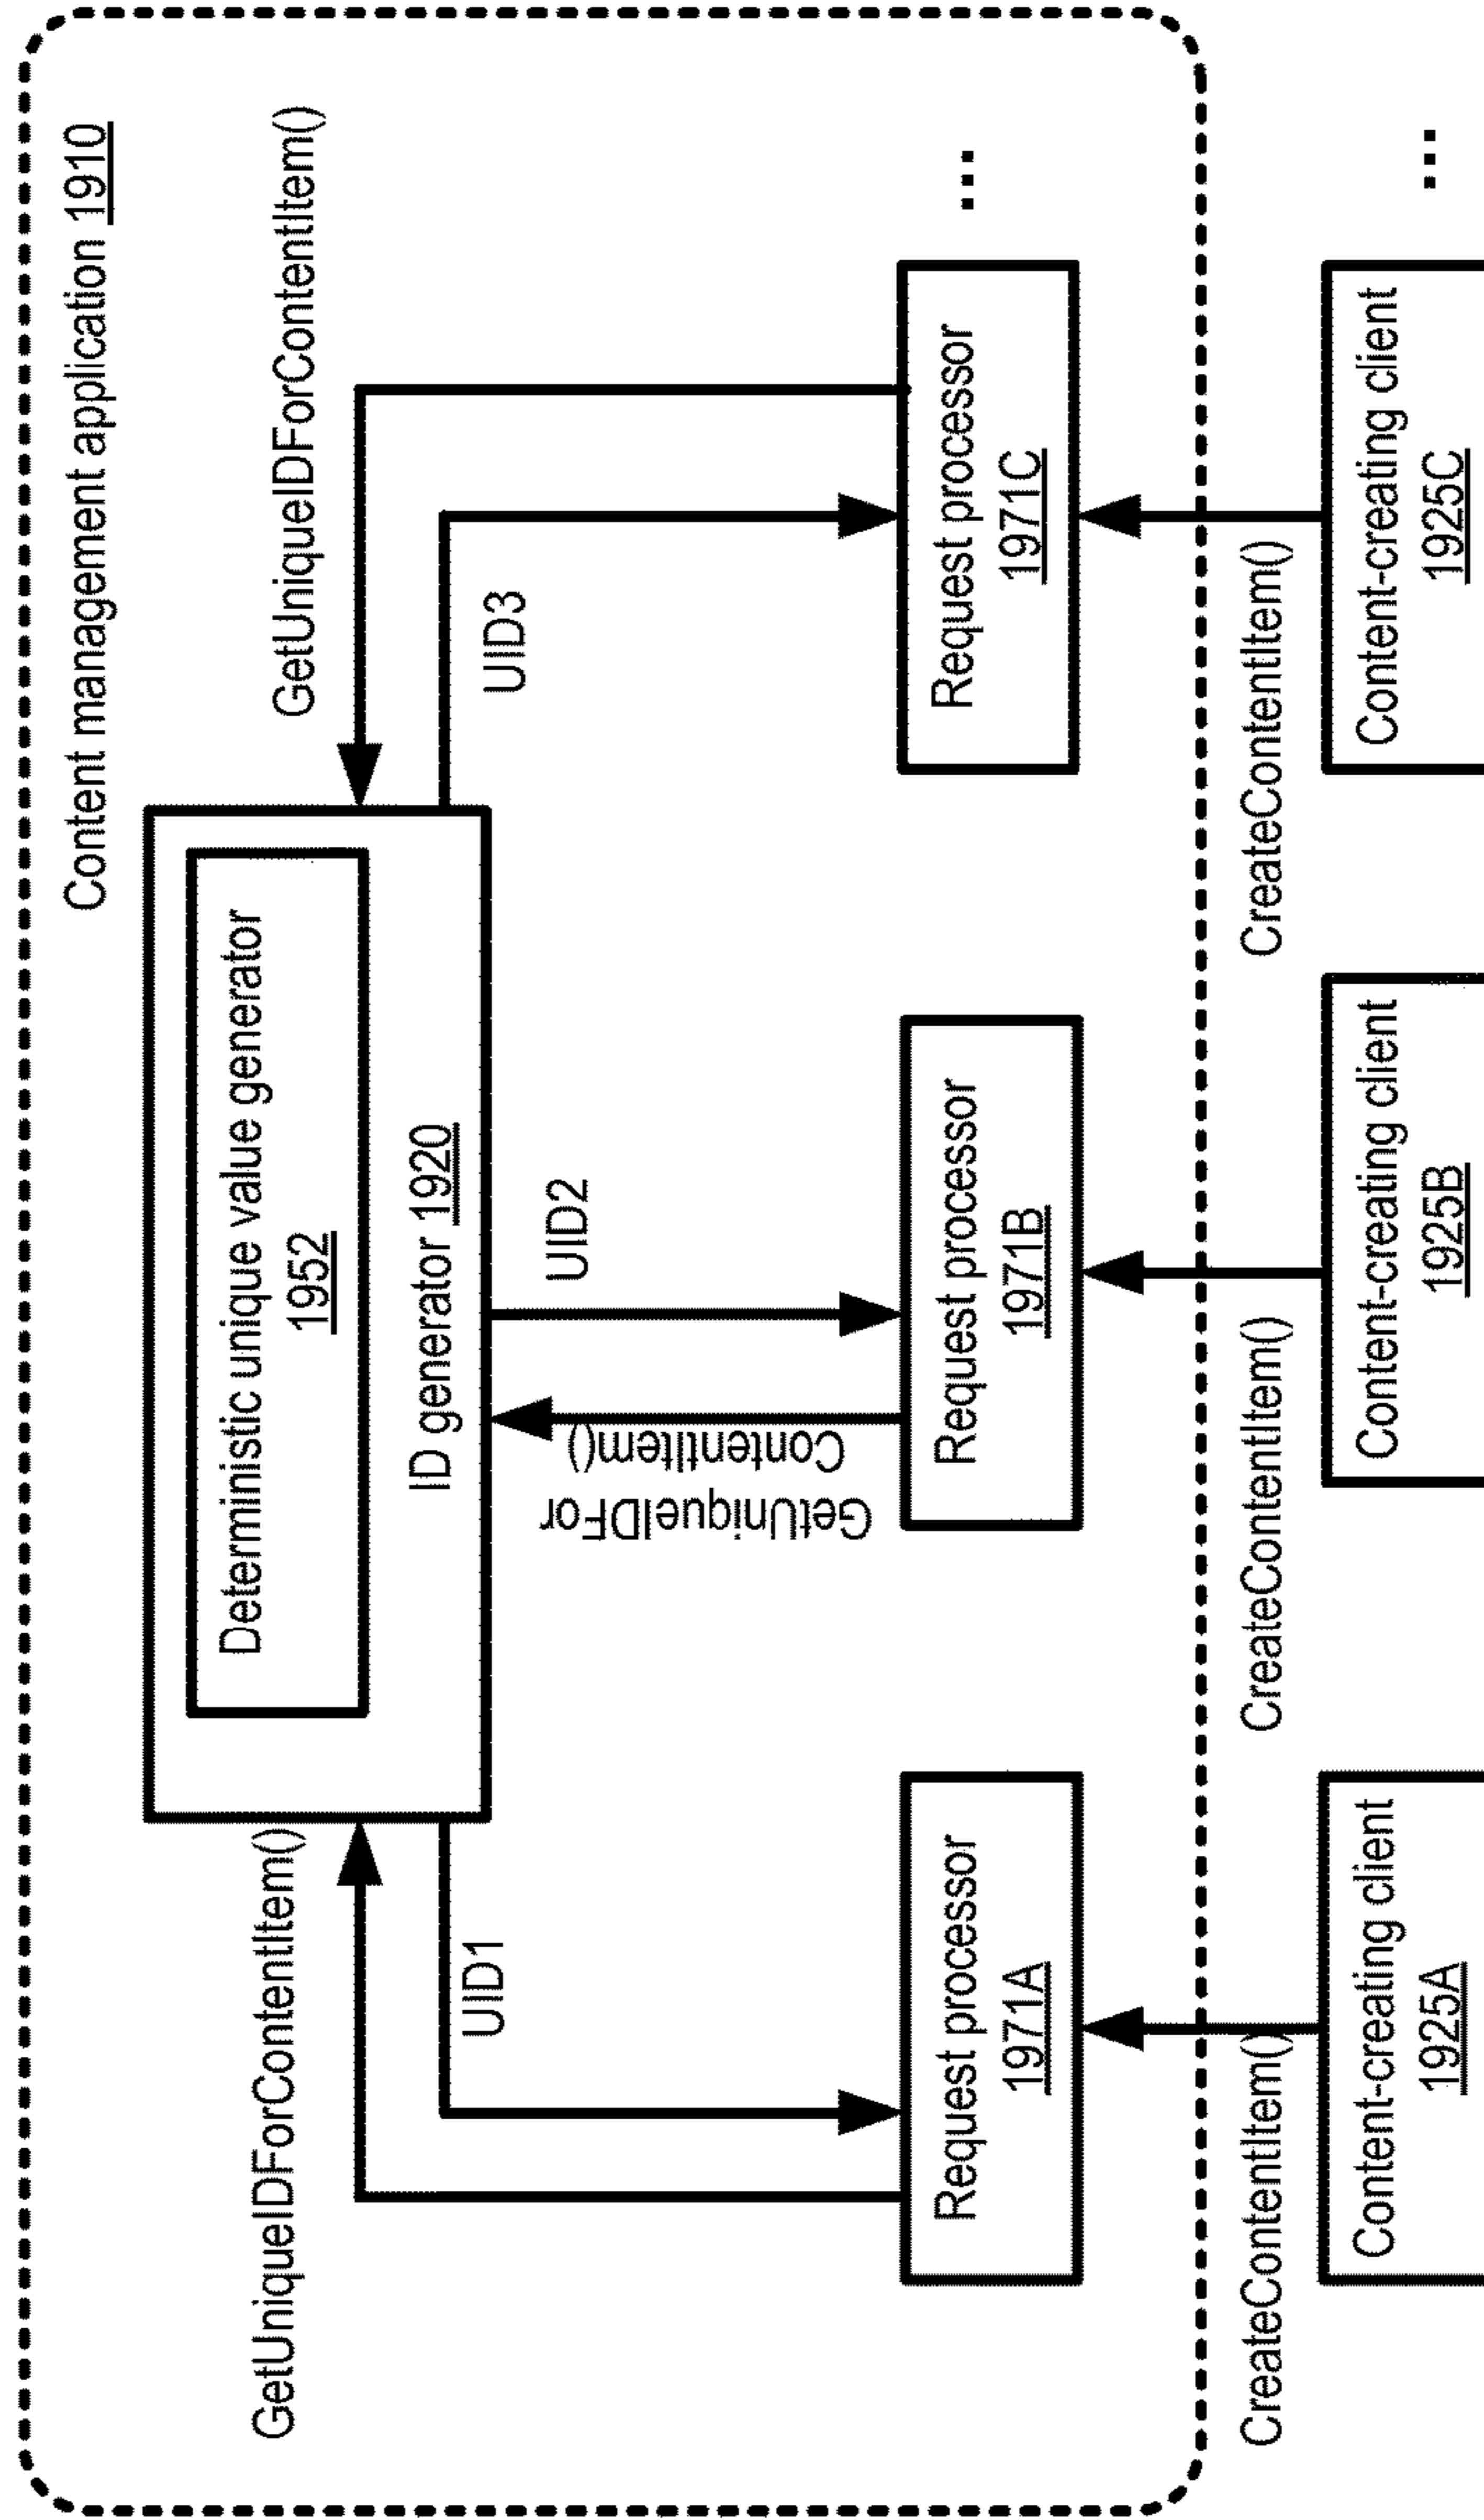 Content management application 1910
Deterministic unique value generator
1952
ID generator 1920
GetUniqueIDForContentItem()
GetUniqueIDForContentItem()
UID1
UID2
UID3
GetUniqueIDFor
ContentItem()
Request processor
1971A
Request processor
1971B
Request processor
1971C
...
CreateContentItem()
CreateContentItem()
CreateContentItem()
Content-creating client
1925A
Content-creating client
1925B
Content-creating client
1925C
...